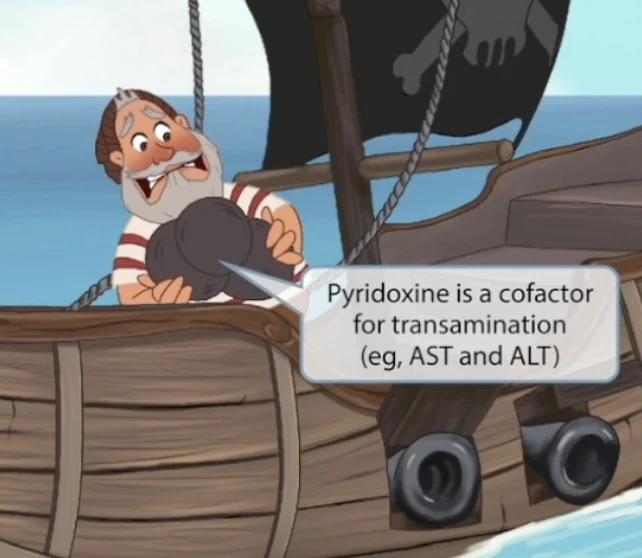 Pyridoxine is a cofactor
for transamination
(eg, AST and ALT)